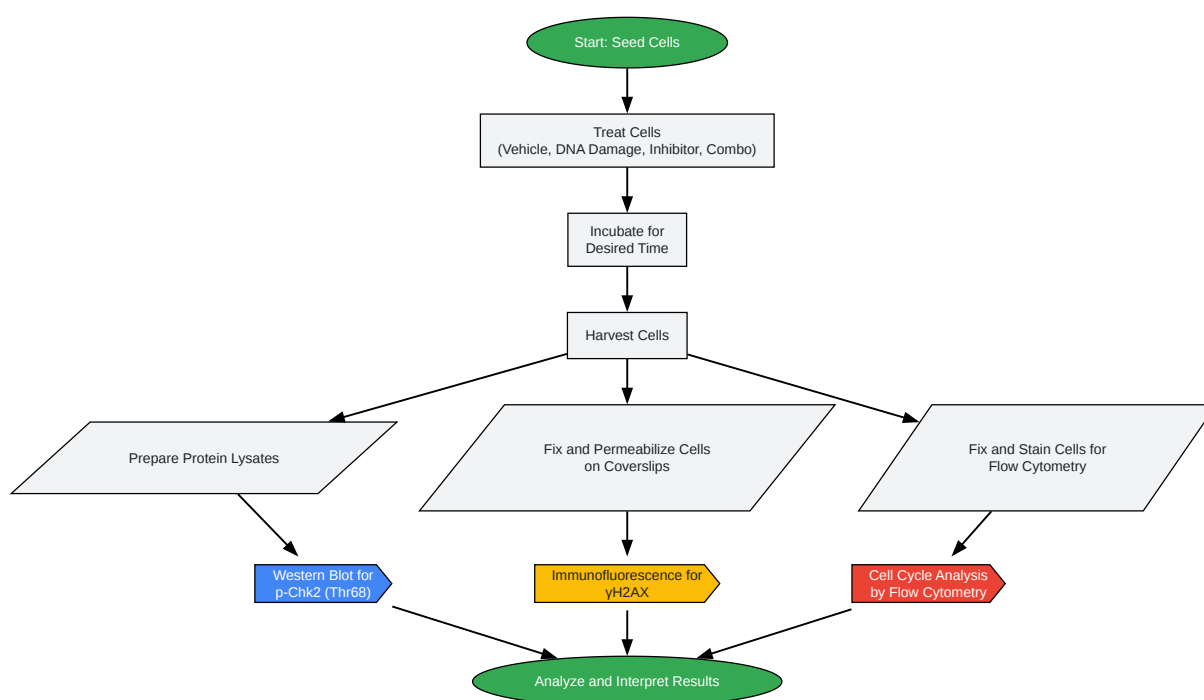 Start: Seed Cells
Treat Cells
(Vehicle, DNA Damage, Inhibitor, Combo)
Incubate for
Desired Time
Harvest Cells
Prepare Protein Lysates
Fix and Permeabilize Cells
on Coverslips
Fix and Stain Cells for
Flow Cytometry
Western Blot for
p-Chk2 (Thr68)
Immunofluorescence for
γH2AX
Cell Cycle Analysis
by Flow Cytometry
Analyze and Interpret Results